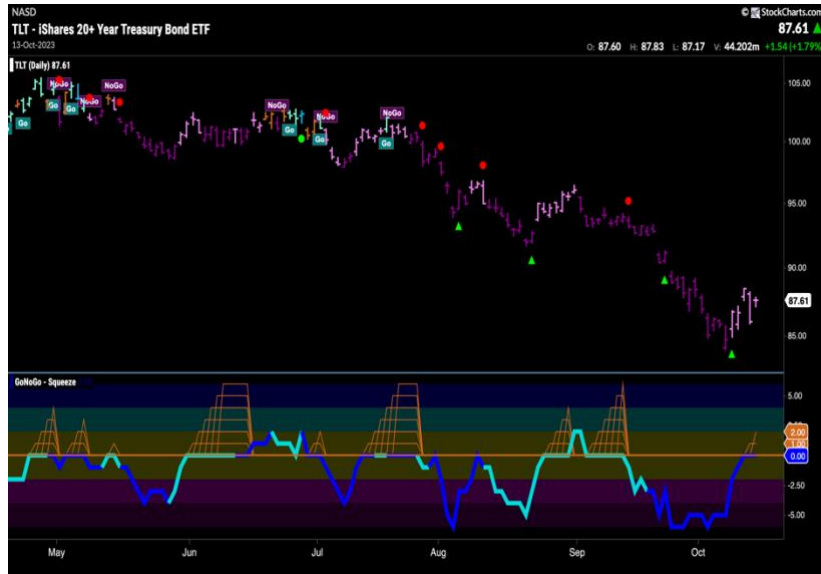 NASD
© StockCharts.com
TLT - iShares 20+ Year Treasury Bond ETF
87.61
13-Oct-2023
O: 87.60 H: 87.83 L: 87.17 V: 44.202m +1.54 (+1.79%)
TLT (Daily) 87.61
105.00
NoGo
NoGo
NoGo
NoGo
NoGo
NoGo
Go
Go
Go
Go
Go
Go
100.00
95.00
90.00
87.61
85.00
GoNoGo - Squeeze
5.00
2.00
1.00
0.00
-2.50
-5.00
May Jun Jul Aug Sep Oct